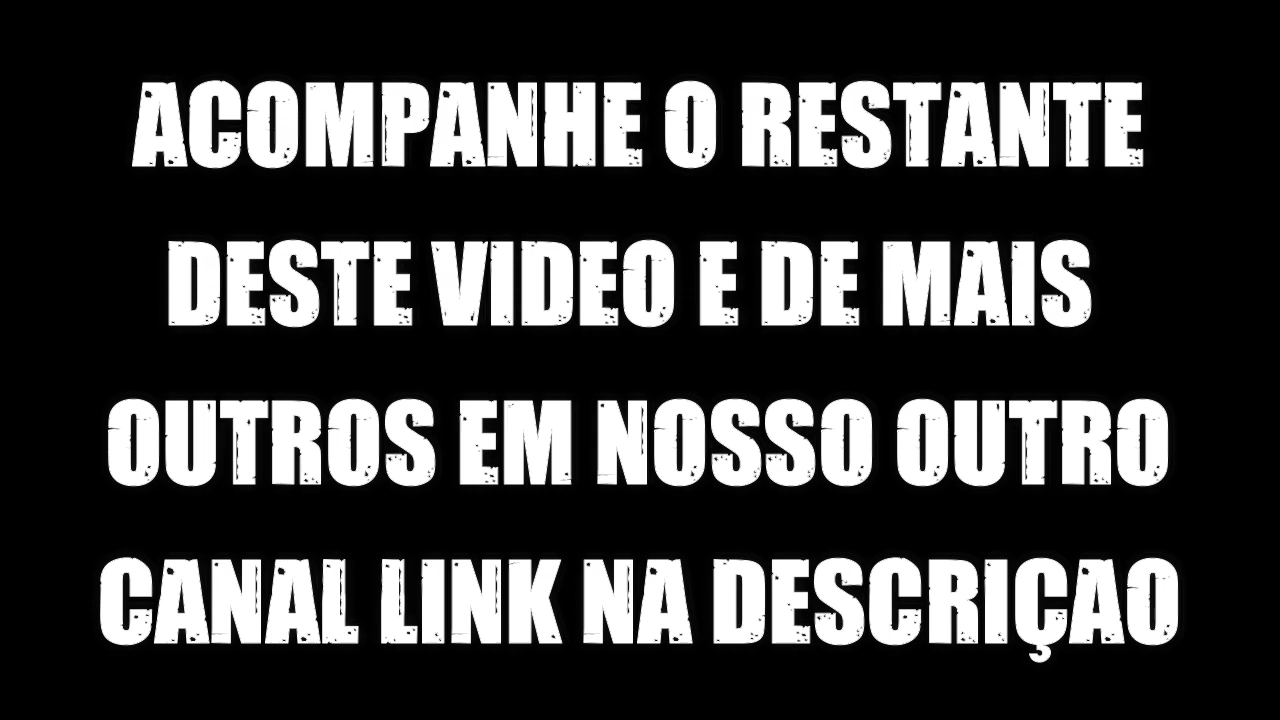 ACOMPANHE O RESTANTE
DESTE VIDEO E DE MAIS
OUTROS EM NOSSO OUTRO
CANAL LINK NA DESCRIÇAO